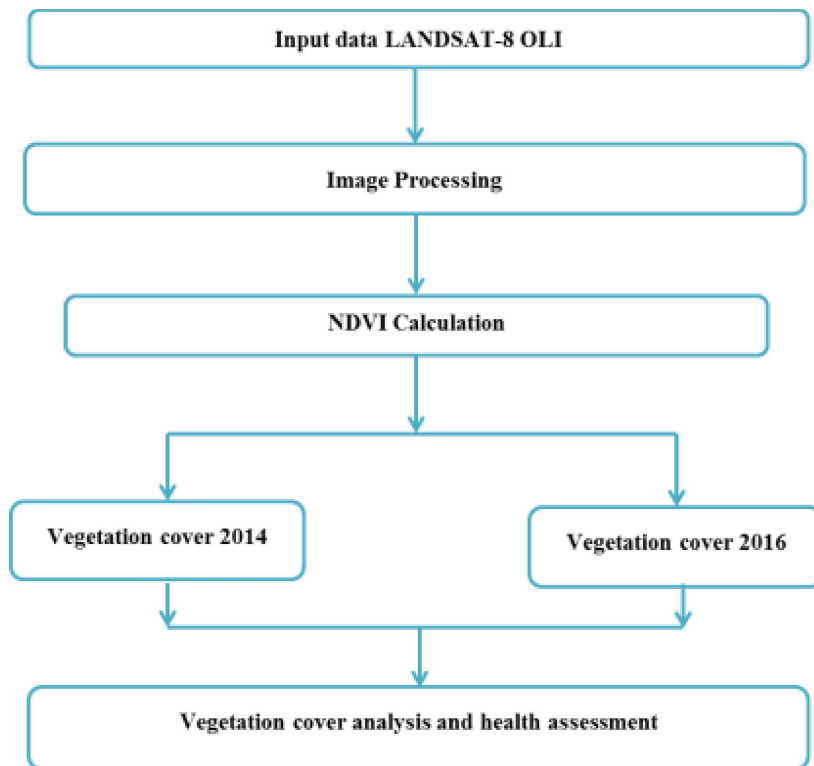 Input data LANDSAT-8 OLI
Image Processing
NDVI Calculation
Vegetation cover 2014
Vegetation cover 2016
Vegetation cover analysis and health assessment